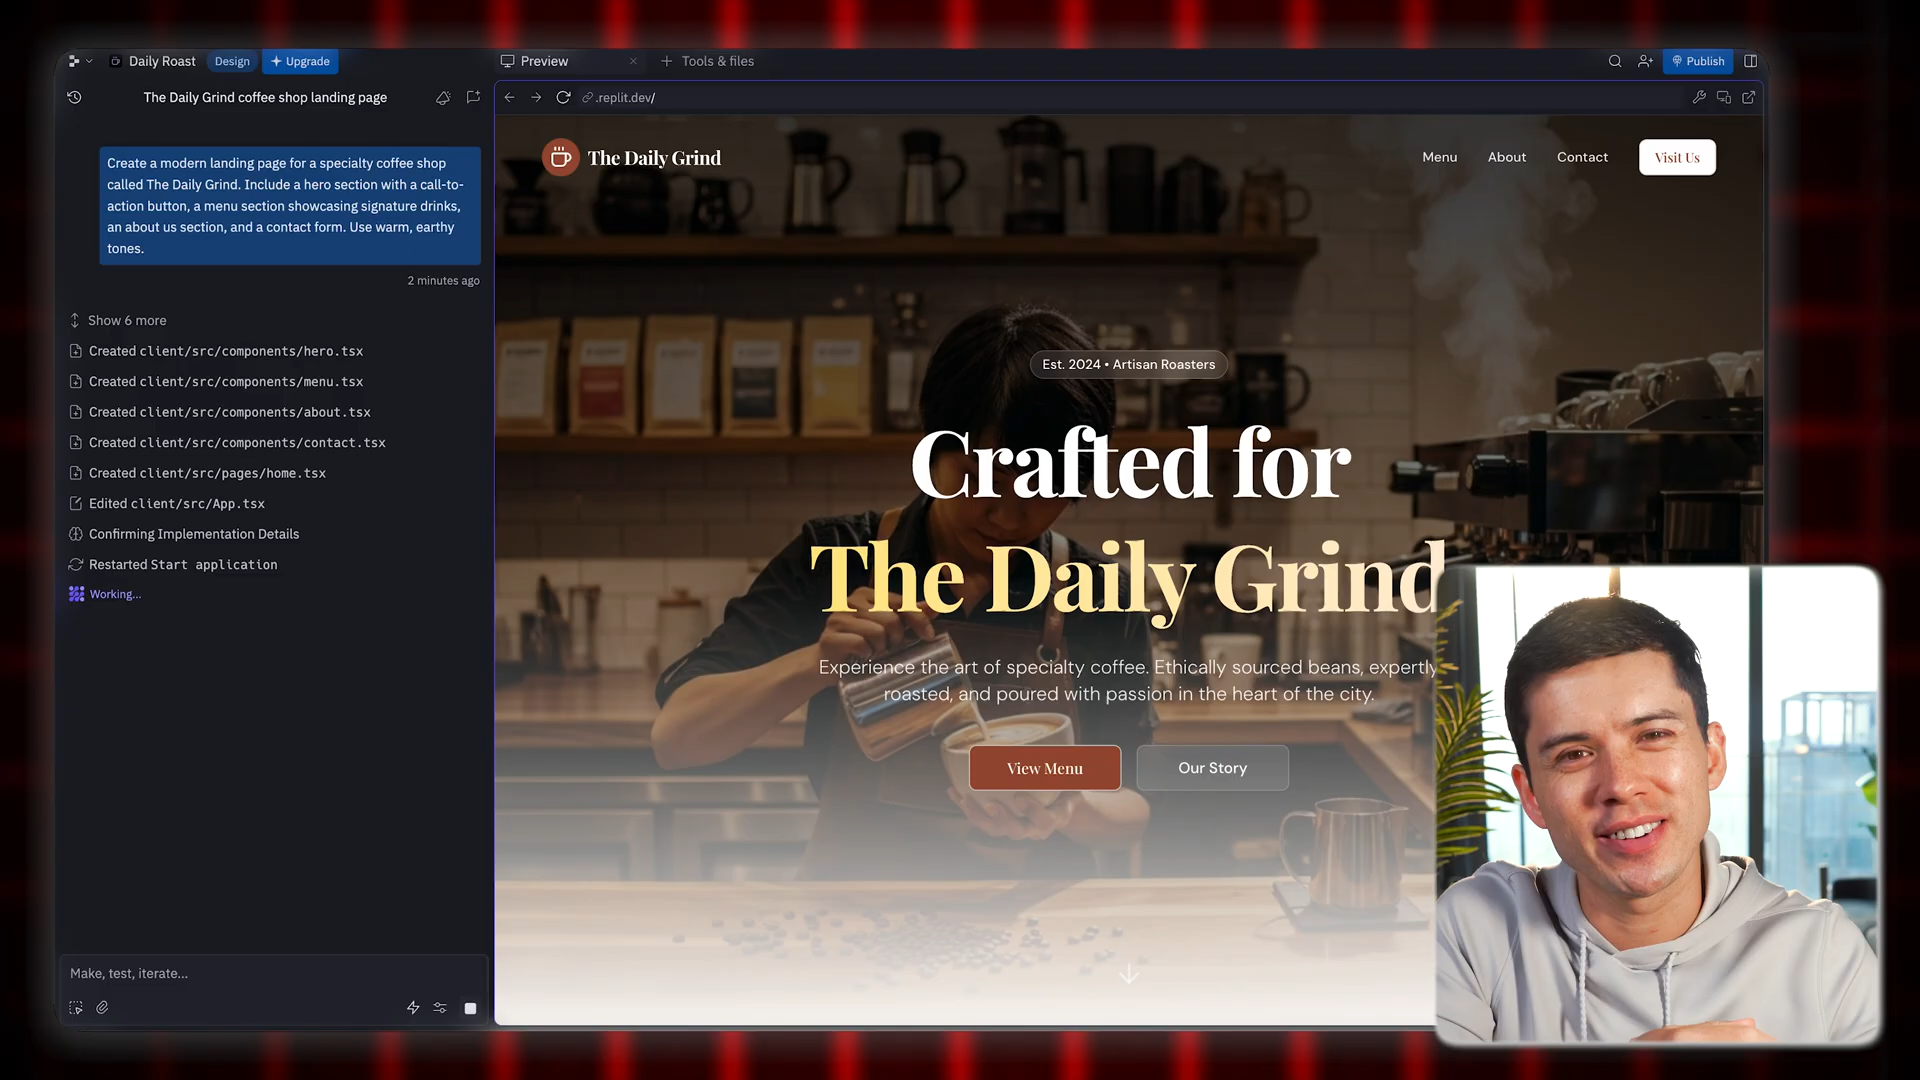 Daily Roast
Design
Upgrade
Preview
Tools & files
Publish
The Daily Grind coffee shop landing page
.replit.dev/
Create a modern landing page for a specialty coffee shop
called The Daily Grind. Include a hero section with a call-to-
action button, a menu section showcasing signature drinks,
an about us section, and a contact form. Use warm, earthy
tones.
2 minutes ago
Show 6 more
Created client/src/components/hero.tsx
Created client/src/components/menu.tsx
Created client/src/components/about.tsx
Created client/src/components/contact.tsx
Created client/src/pages/home.tsx
Edited client/src/App.tsx
Confirming Implementation Details
Restarted Start application
Working...
Make, test, iterate...
The Daily Grind
Menu
About
Contact
Visit Us
Est. 2024 • Artisan Roasters
Crafted for
The Daily Grind
Experience the art of specialty coffee. Ethically sourced beans, expertly
roasted, and poured with passion in the heart of the city.
View Menu
Our Story